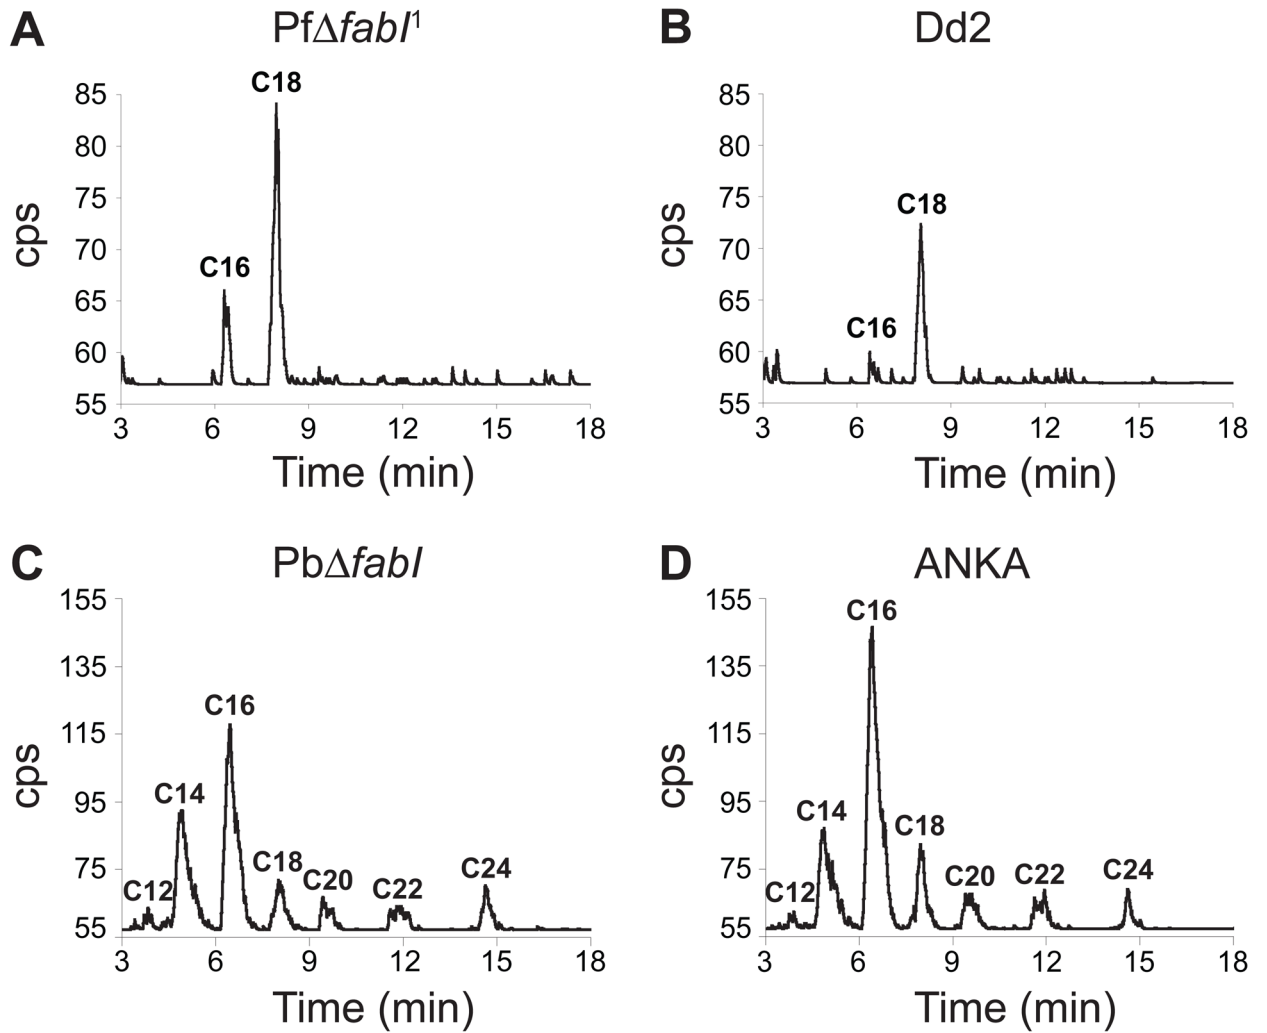 A
PfΔfabI¹
85
80
75
70
65
60
55
cps
C16
C18
3 6 9 12 15 18
Time (min)
B
Dd2
85
80
75
70
65
60
55
cps
C16
C18
3 6 9 12 15 18
Time (min)
C
PbΔfabI
155
135
115
95
75
55
cps
C12
C14
C16
C18
C20
C22
C24
3 6 9 12 15 18
Time (min)
D
ANKA
155
135
115
95
75
55
cps
C12
C14
C16
C18
C20
C22
C24
3 6 9 12 15 18
Time (min)